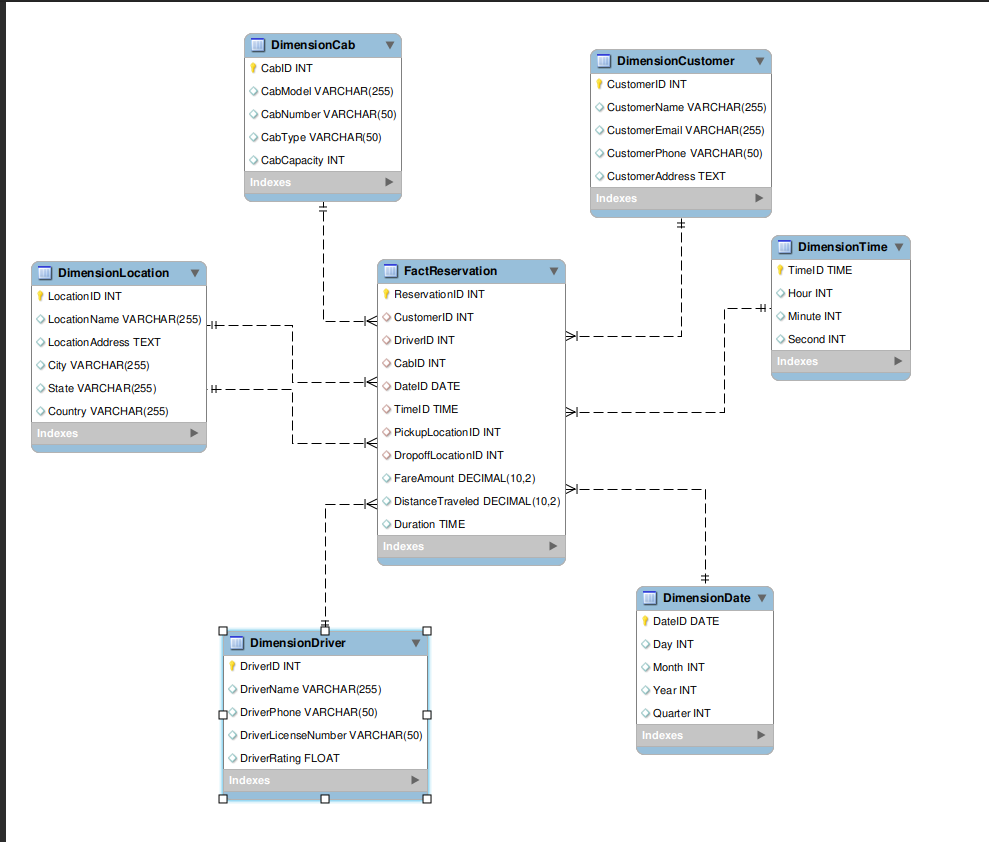 DimensionCab
CabID INT
CabModel VARCHAR(255)
CabNumber VARCHAR(50)
CabType VARCHAR(50)
CabCapacity INT
Indexes
DimensionCustomer
CustomerID INT
CustomerName VARCHAR(255)
CustomerEmail VARCHAR(255)
CustomerPhone VARCHAR(50)
CustomerAddress TEXT
Indexes
DimensionLocation
LocationID INT
LocationName VARCHAR(255)
LocationAddress TEXT
City VARCHAR(255)
State VARCHAR(255)
Country VARCHAR(255)
Indexes
FactReservation
ReservationID INT
CustomerID INT
DriverID INT
CabID INT
DateID DATE
TimeID TIME
PickupLocationID INT
DropoffLocationID INT
FareAmount DECIMAL(10,2)
DistanceTraveled DECIMAL(10,2)
Duration TIME
Indexes
DimensionTime
TimeID TIME
Hour INT
Minute INT
Second INT
Indexes
DimensionDriver
DriverID INT
DriverName VARCHAR(255)
DriverPhone VARCHAR(50)
DriverLicenseNumber VARCHAR(50)
DriverRating FLOAT
Indexes
DimensionDate
DateID DATE
Day INT
Month INT
Year INT
Quarter INT
Indexes